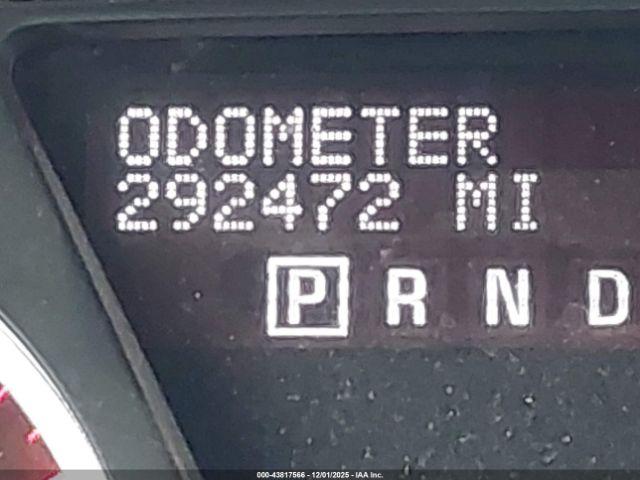 ODOMETER
292472 MI
P R N D
000-43817566 - 12/01/2025 - IAA Inc.